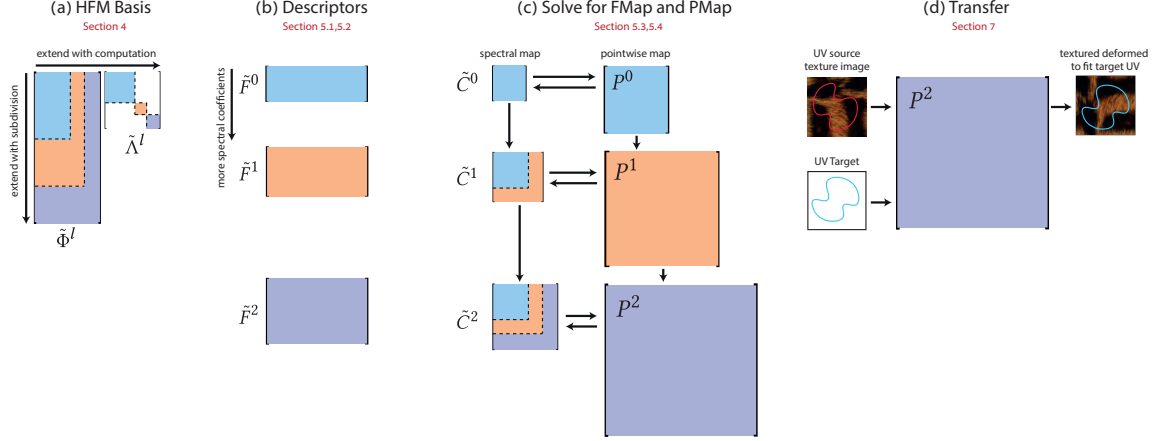 (a) HFM Basis
Section 4
extend with computation
extend with subdivision
Λ̃^l
Φ̃^l
(b) Descriptors
Section 5.1,5.2
more spectral coefficients
F̃^0
F̃^1
F̃^2
(c) Solve for FMap and PMap
Section 5.3,5.4
spectral map
pointwise map
C̃^0
P^0
C̃^1
P^1
C̃^2
P^2
(d) Transfer
Section 7
UV source
texture image
textured deformed
to fit target UV
P^2
UV Target